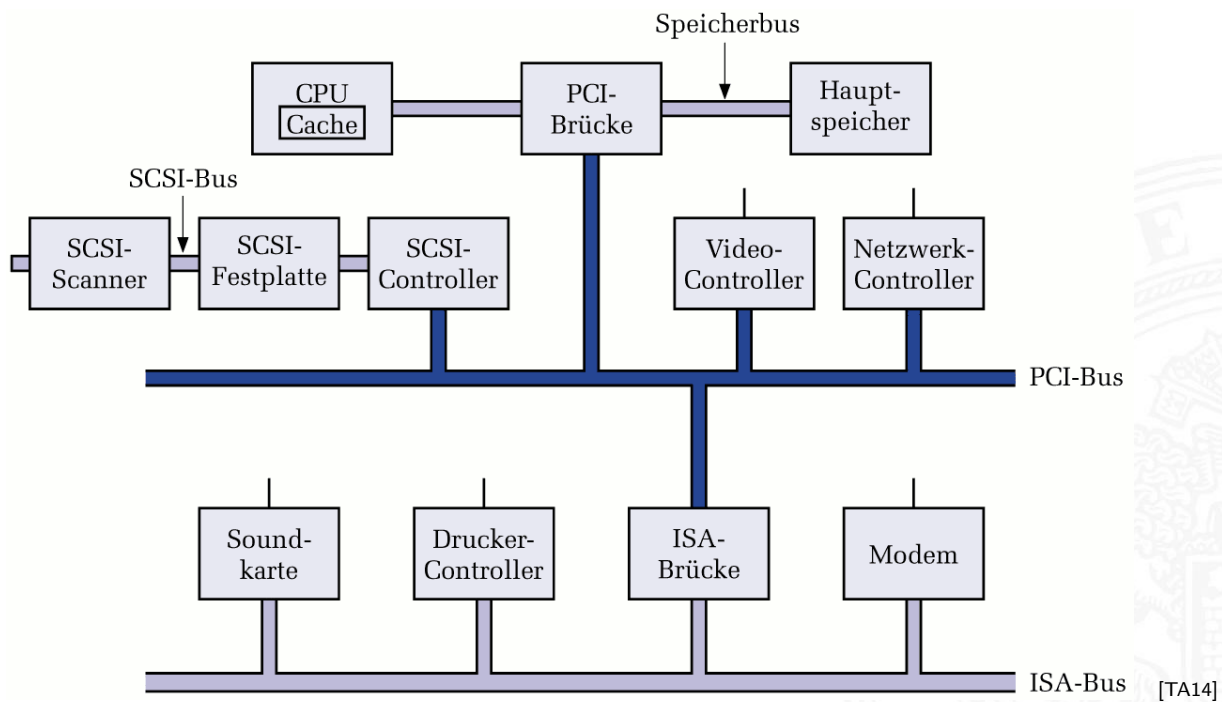 Speicherbus
CPU
Cache
PCI-
Brücke
Haupt-
speicher
SCSI-Bus
SCSI-
Scanner
SCSI-
Festplatte
SCSI-
Controller
Video-
Controller
Netzwerk-
Controller
PCI-Bus
Sound-
karte
Drucker-
Controller
ISA-
Brücke
Modem
ISA-Bus
[TA14]